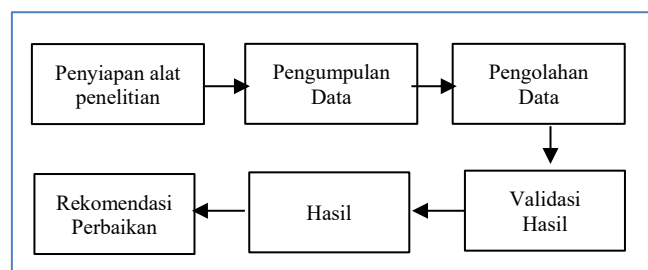 Penyiapan alat
penelitian
Pengumpulan
Data
Pengolahan
Data
Validasi
Hasil
Hasil
Rekomendasi
Perbaikan